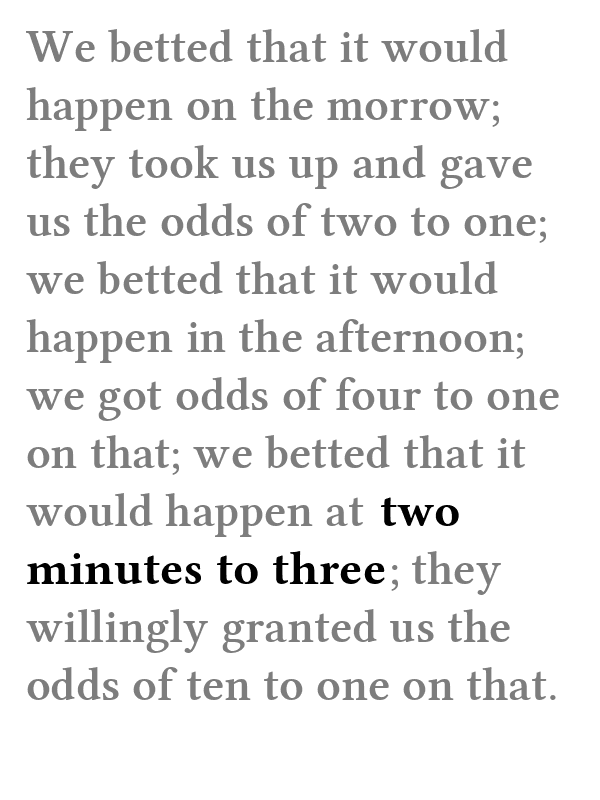 We betted that it would
happen on the morrow;
they took us up and gave
us the odds of two to one;
we betted that it would
happen in the afternoon;
we got odds of four to one
on that; we betted that it
would happen at two
minutes to three; they
willingly granted us the
odds of ten to one on that.